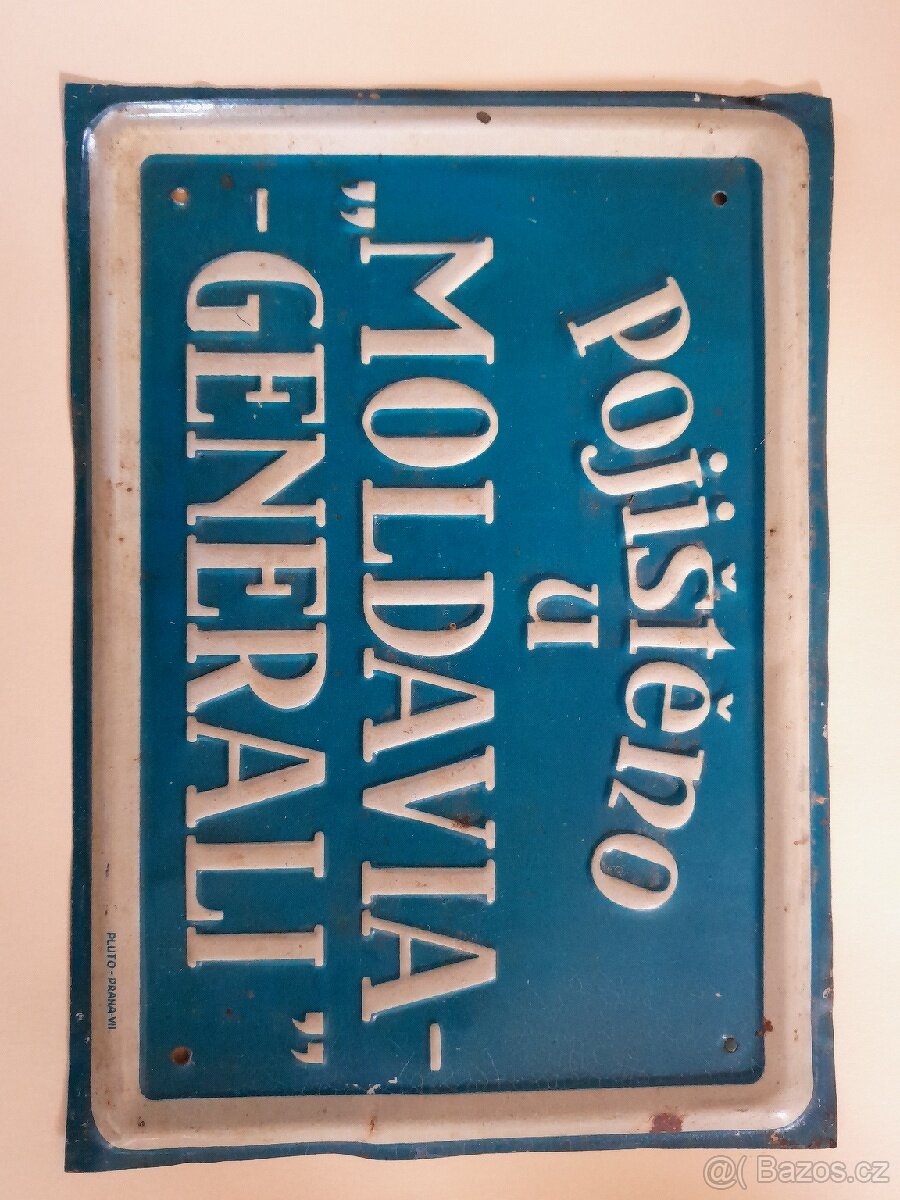 pojištěno
u
„MOLDAVIA-
-GENERALI”
PLUTO-PRAHA VII
@( Bazos.cz